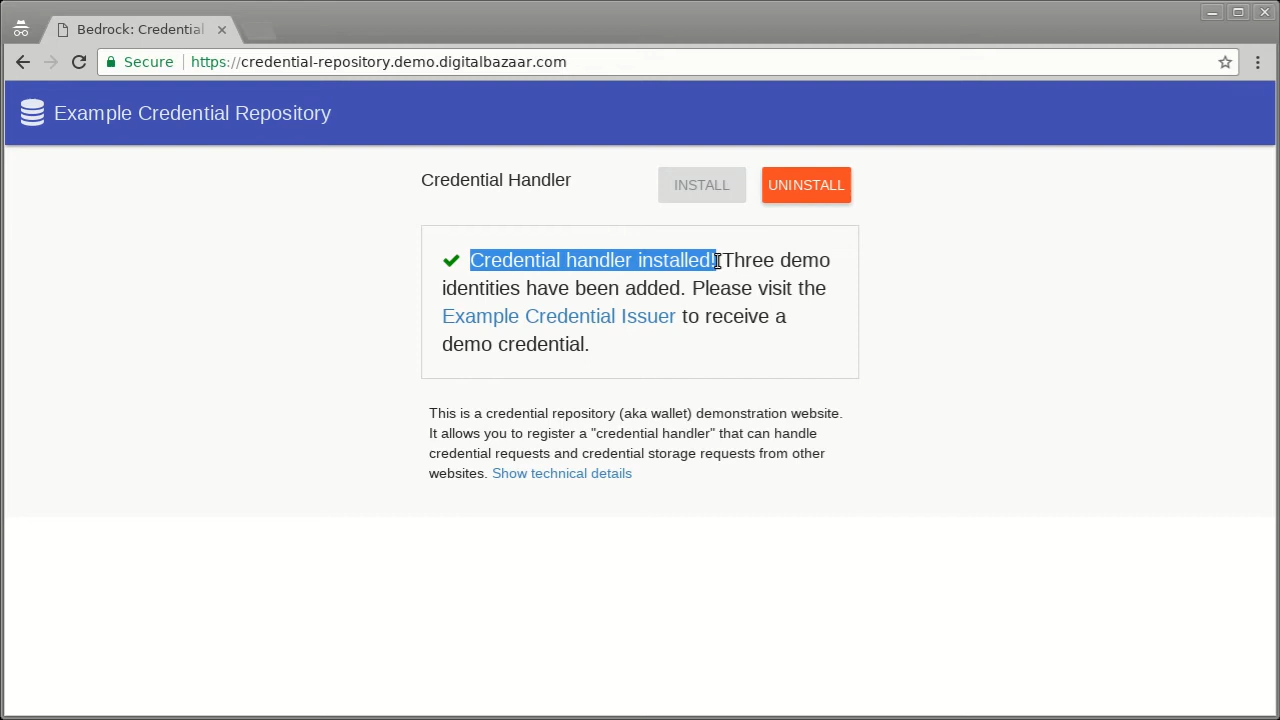 Bedrock: Credential
Secure https://credential-repository.demo.digitalbazaar.com
Example Credential Repository
Credential Handler INSTALL UNINSTALL
Credential handler installed! Three demo
identities have been added. Please visit the
Example Credential Issuer to receive a
demo credential.
This is a credential repository (aka wallet) demonstration website.
It allows you to register a "credential handler" that can handle
credential requests and credential storage requests from other
websites. Show technical details